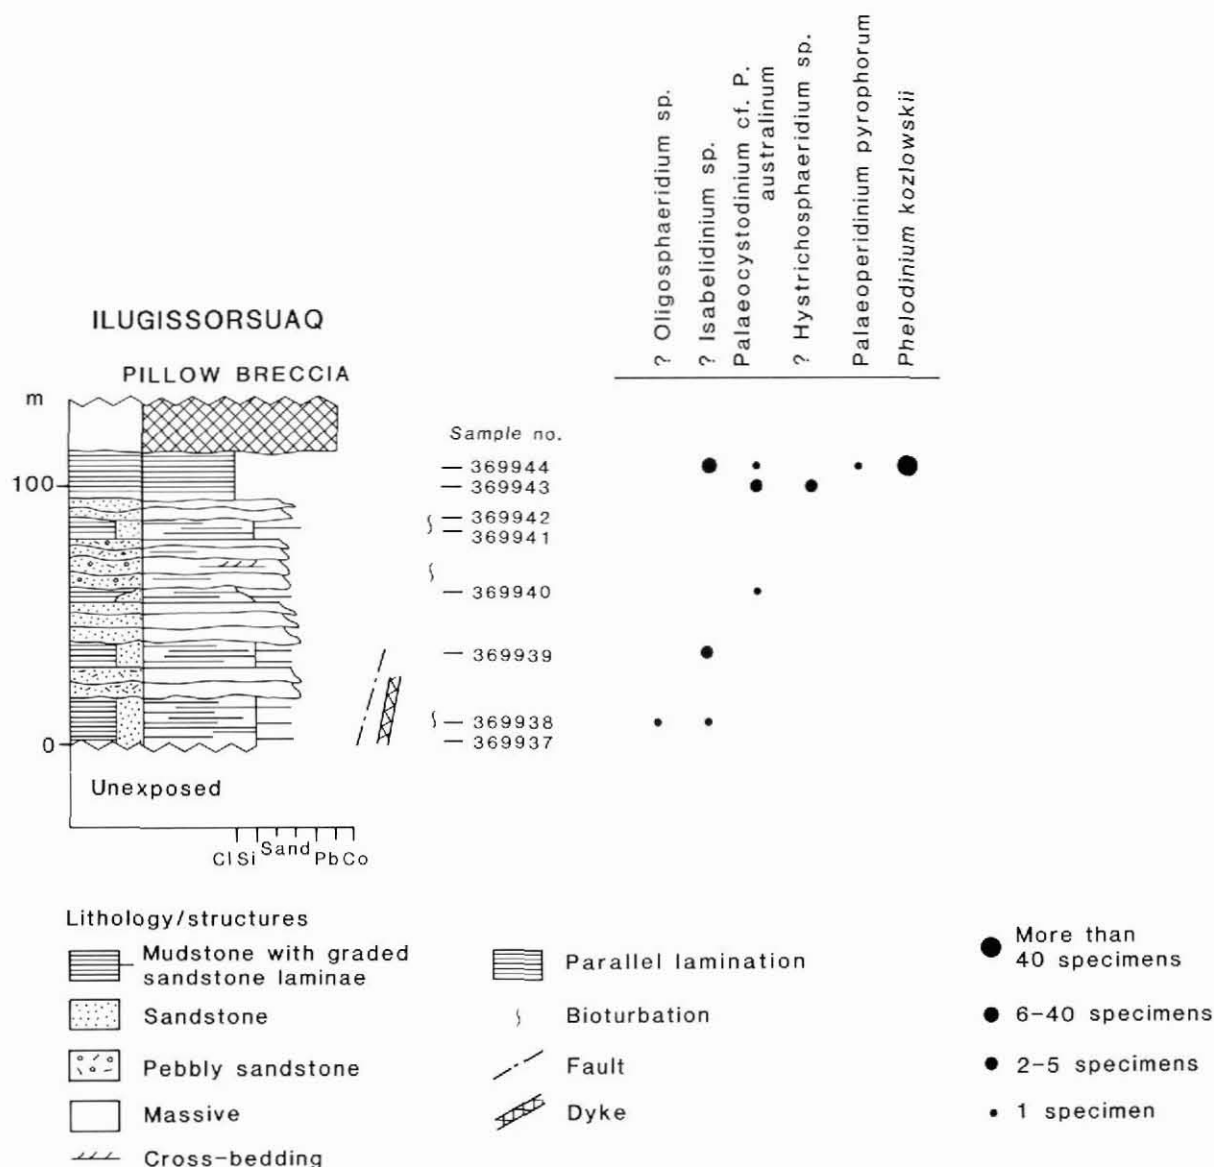 ? Oligosphaeridium sp.
? Isabelidinium sp.
Palaeocystodinium cf. P.
australinum
? Hystrichosphaeridium sp.
Palaeoperidinium pyrophorum
Phelodinium kozlowskii
ILUGISSORSUAQ
PILLOW BRECCIA
m
Sample no.
369944
100
369943
369942
369941
369940
369939
369938
0
369937
Unexposed
Cl Si Sand Pb Co
Lithology/structures
Mudstone with graded
sandstone laminae
Sandstone
Pebbly sandstone
Massive
Cross-bedding
Parallel lamination
Bioturbation
Fault
Dyke
More than
40 specimens
6-40 specimens
2-5 specimens
1 specimen